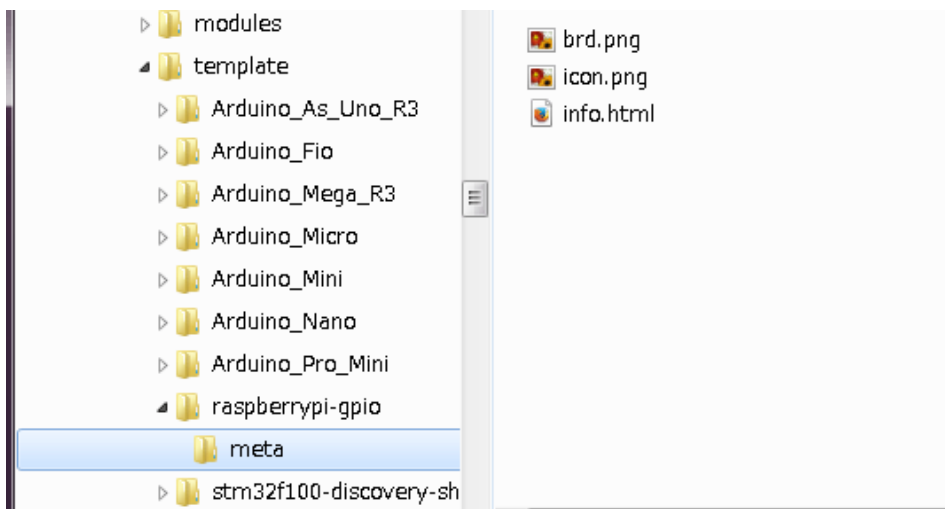 modules
template
Arduino_As_Uno_R3
Arduino_Fio
Arduino_Mega_R3
Arduino_Micro
Arduino_Mini
Arduino_Nano
Arduino_Pro_Mini
raspberrypi-gpio
meta
stm32f100-discovery-sh
brd.png
icon.png
info.html